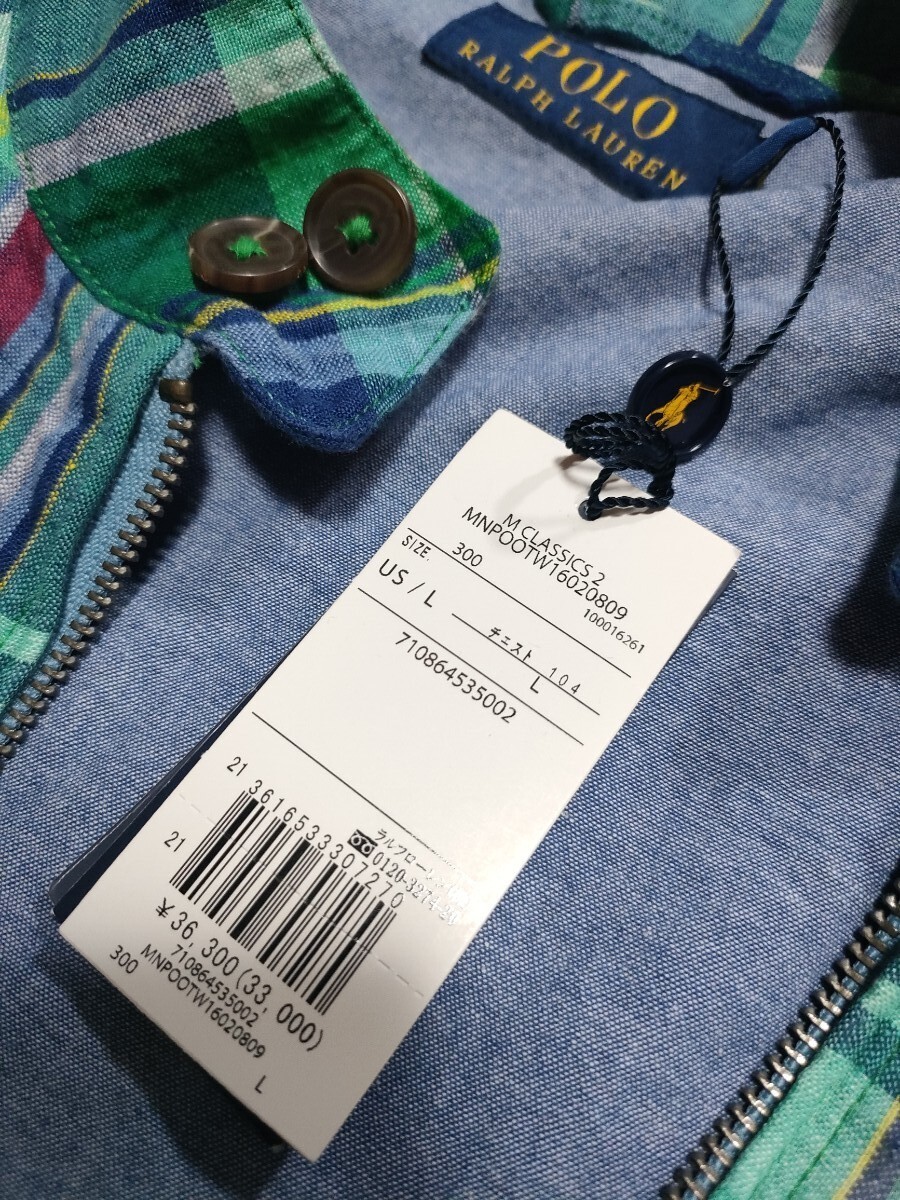 POLO
RALPH LAUREN
M CLASSICS 2
MNPOOTW16020809
100016261
SIZE 300
US / L チェスト 104
L
710864535002
21
3616533307270
21
ラルフローレン
0120-3274-20
¥36,300(33,000)
710864535002
MNPOOTW16020809
300 L